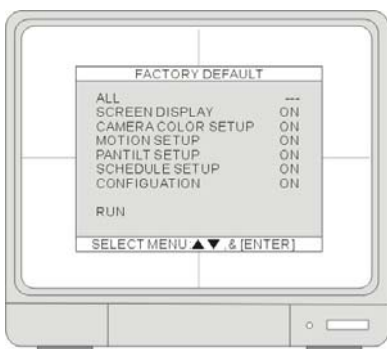 FACTORY DEFAULT
ALL ---
SCREEN DISPLAY ON
CAMERA COLOR SETUP ON
MOTION SETUP ON
PANTILT SETUP ON
SCHEDULE SETUP ON
CONFIGUATION ON
RUN
SELECT MENU:▲▼,& [ENTER]